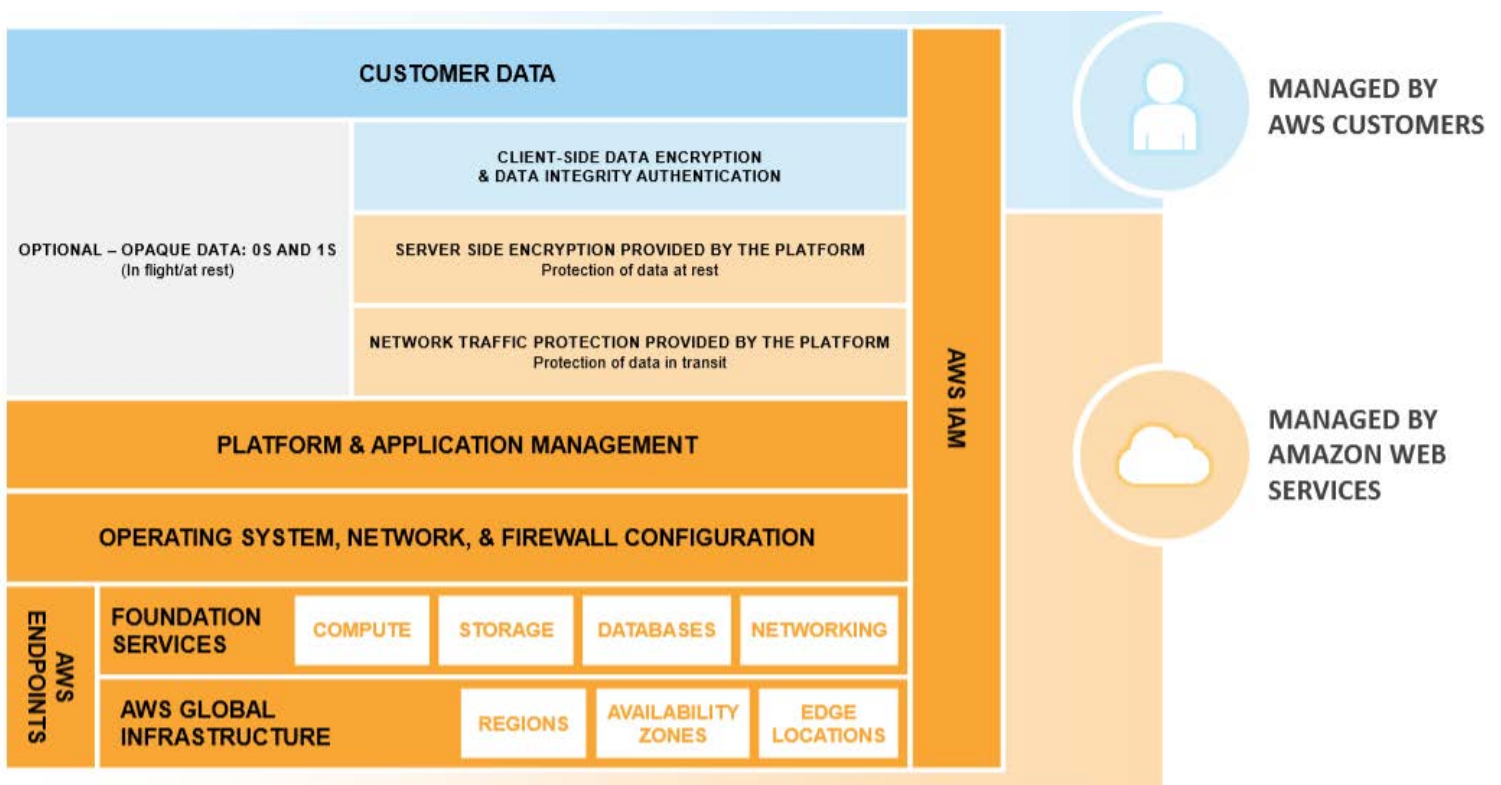 CUSTOMER DATA
CLIENT-SIDE DATA ENCRYPTION
& DATA INTEGRITY AUTHENTICATION
OPTIONAL – OPAQUE DATA: 0S AND 1S
(In flight/at rest)
SERVER SIDE ENCRYPTION PROVIDED BY THE PLATFORM
Protection of data at rest
NETWORK TRAFFIC PROTECTION PROVIDED BY THE PLATFORM
Protection of data in transit
PLATFORM & APPLICATION MANAGEMENT
OPERATING SYSTEM, NETWORK, & FIREWALL CONFIGURATION
AWS
ENDPOINTS
FOUNDATION
SERVICES
COMPUTE
STORAGE
DATABASES
NETWORKING
AWS GLOBAL
INFRASTRUCTURE
REGIONS
AVAILABILITY
ZONES
EDGE
LOCATIONS
AWS IAM
MANAGED BY
AWS CUSTOMERS
MANAGED BY
AMAZON WEB
SERVICES